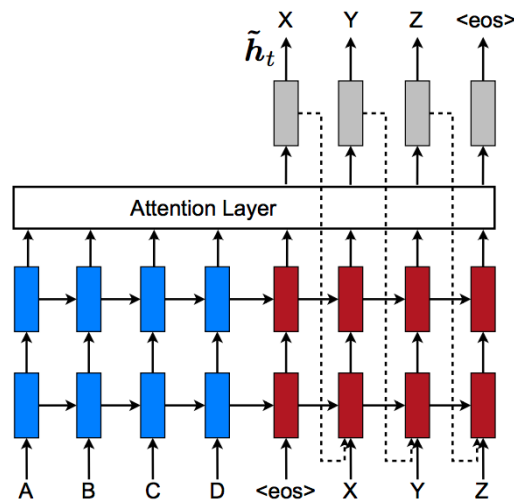 X Y Z <eos>
h̃ₜ
Attention Layer
A B C D <eos> X Y Z